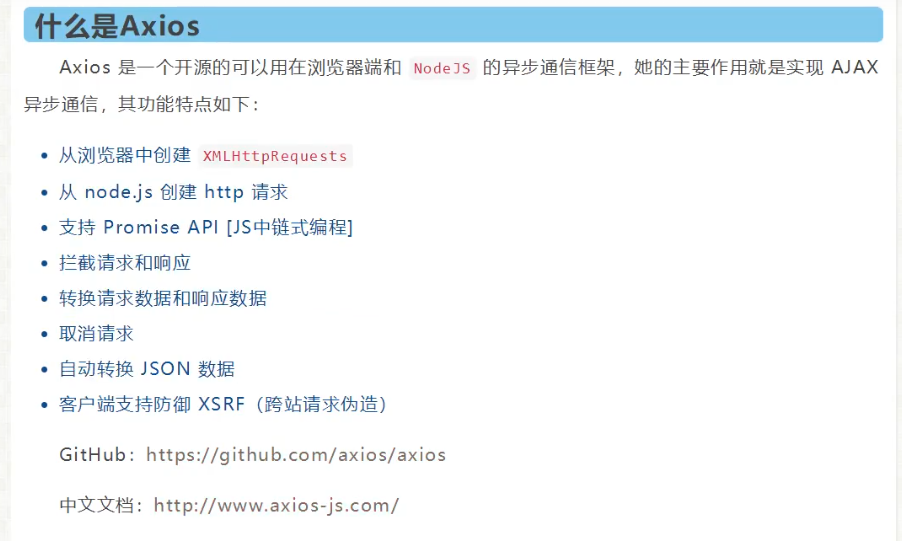 什么是Axios
Axios 是一个开源的可以用在浏览器端和 NodeJS 的异步通信框架，她的主要作用就是实现 AJAX
异步通信，其功能特点如下：
• 从浏览器中创建 XMLHttpRequests
• 从 node.js 创建 http 请求
• 支持 Promise API [JS中链式编程]
• 拦截请求和响应
• 转换请求数据和响应数据
• 取消请求
• 自动转换 JSON 数据
• 客户端支持防御 XSRF（跨站请求伪造）
GitHub：https://github.com/axios/axios
中文文档：http://www.axios-js.com/